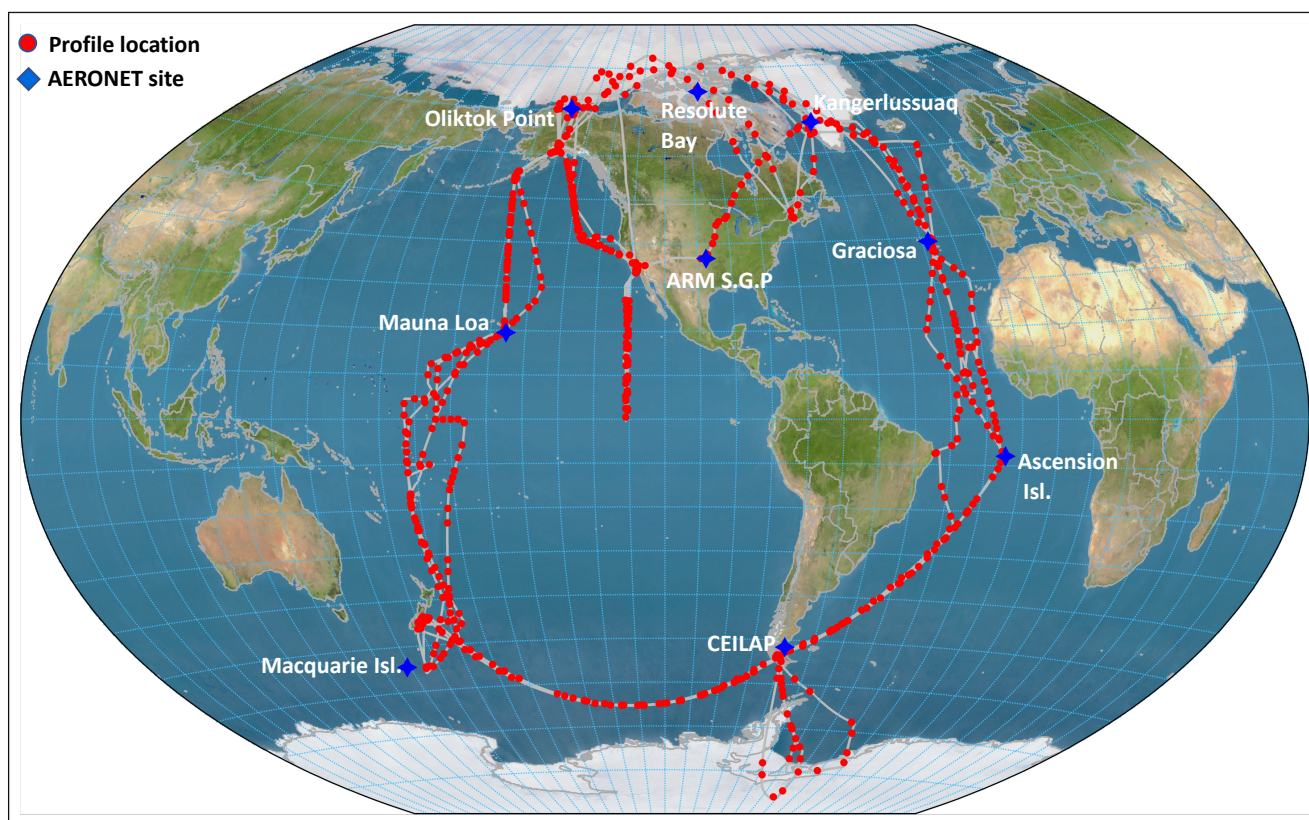 Profile location
AERONET site
Oliktok Point
Resolute
Bay
Kangerlussuaq
Graciosa
ARM S.G.P
Mauna Loa
Ascension
Isl.
CEILAP
Macquarie Isl.